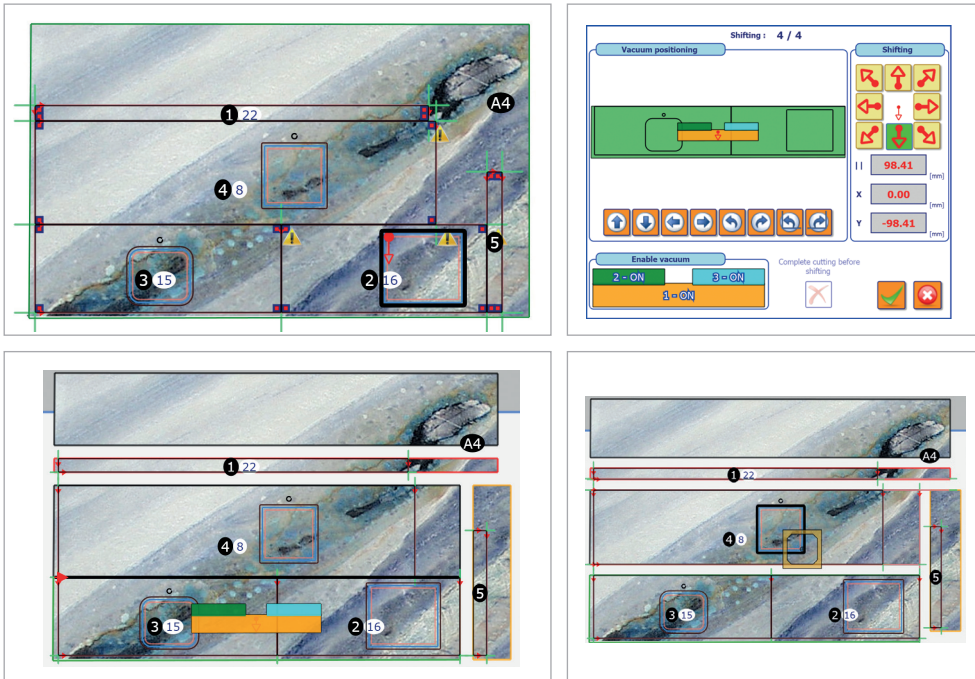 A4
1 22
4 8
5
3 15
2 16
Shifting : 4 / 4
Vacuum positioning
Shifting
| | 98.41 [mm]
X 0.00
Y -98.41 [mm]
Enable vacuum
2 - ON
3 - ON
1 - ON
Complete cutting before
shifting
A4
1 22
4 8
5
3 15
2 16
A4
1 22
4 8
5
3 15
2 16